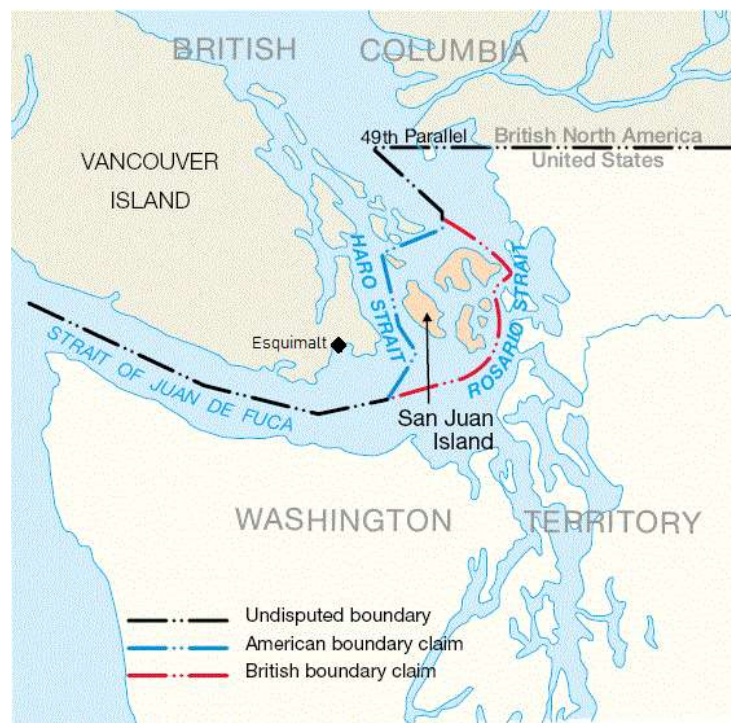 BRITISH COLUMBIA
49th Parallel
British North America
United States
VANCOUVER
ISLAND
HARO STRAIT
ROSARIO STRAIT
Esquimalt
STRAIT OF JUAN DE FUCA
San Juan
Island
WASHINGTON TERRITORY
Undisputed boundary
American boundary claim
British boundary claim